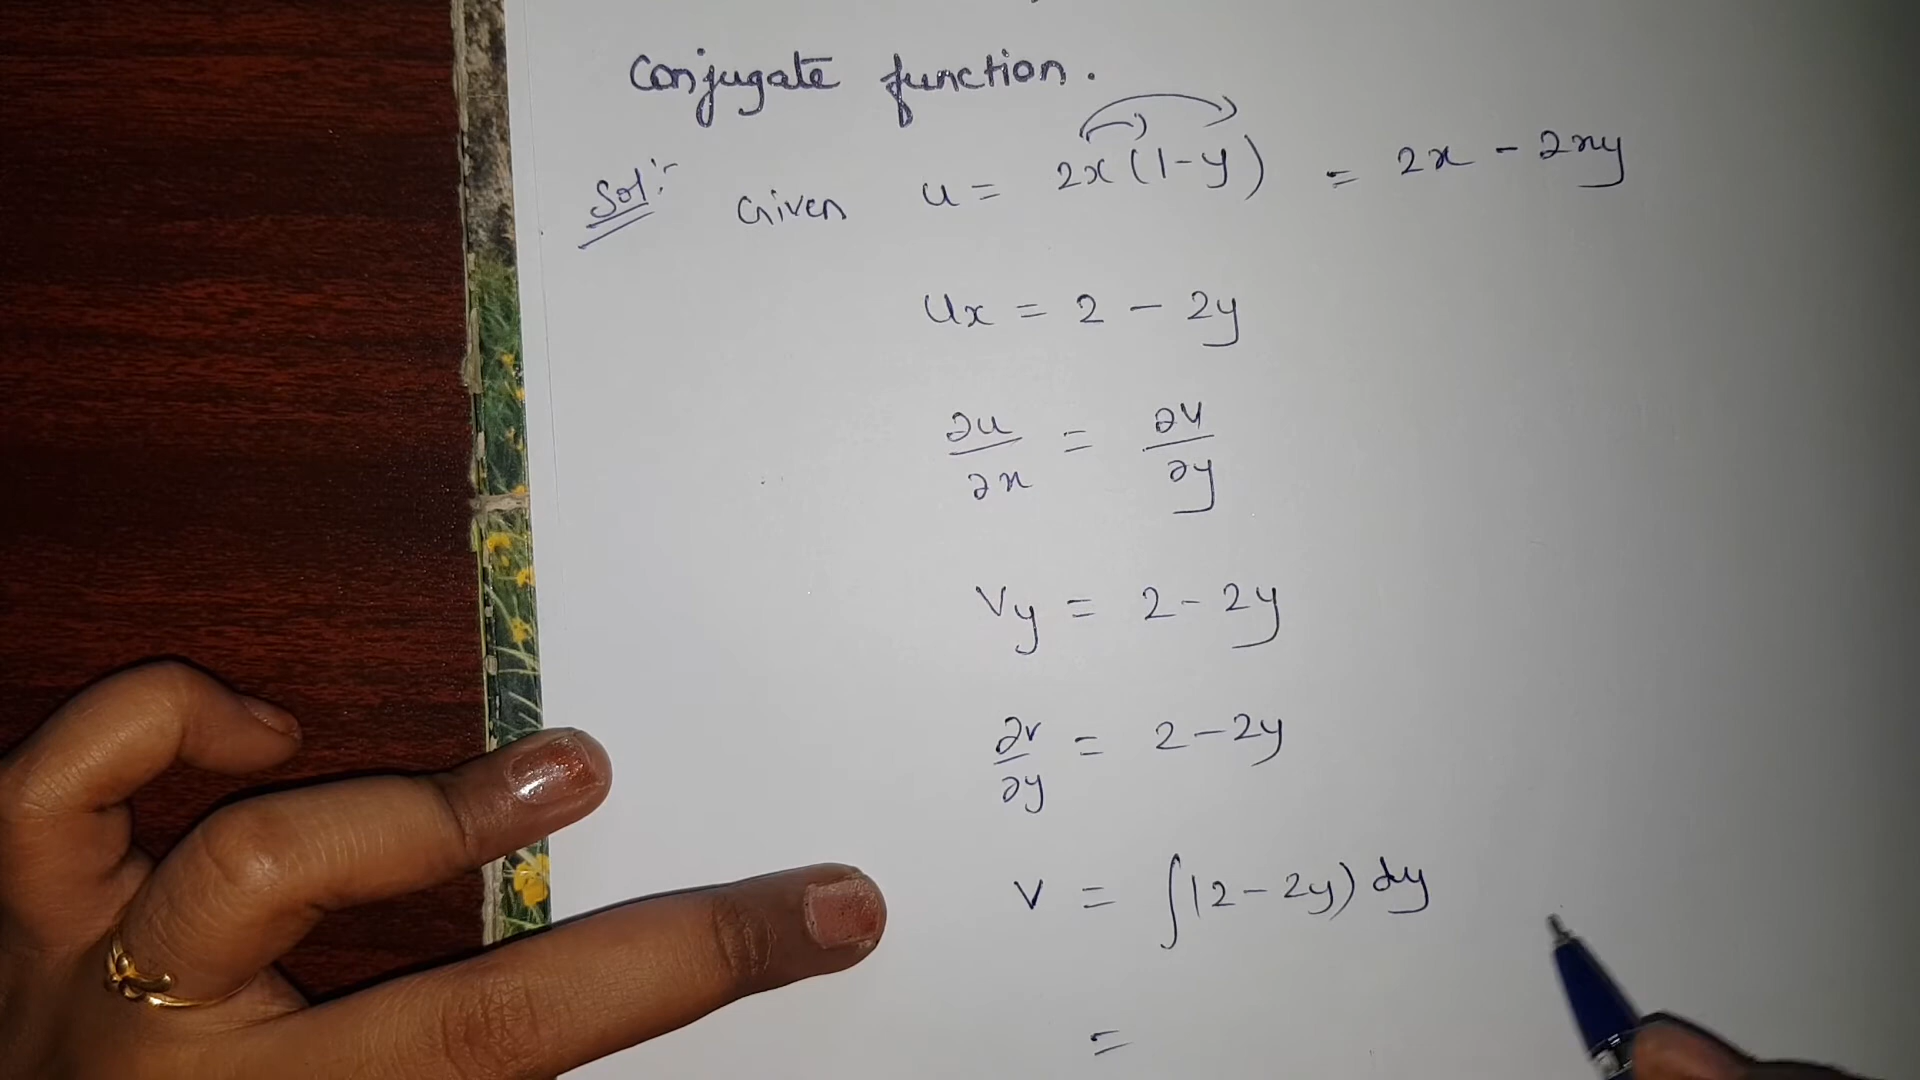 Conjugate function.
Sol:- Given u = 2x(1-y) = 2x - 2xy
Ux = 2 - 2y
∂u/∂x = ∂v/∂y
Vy = 2-2y
∂v/∂y = 2-2y
V = ∫(2-2y) dy
=